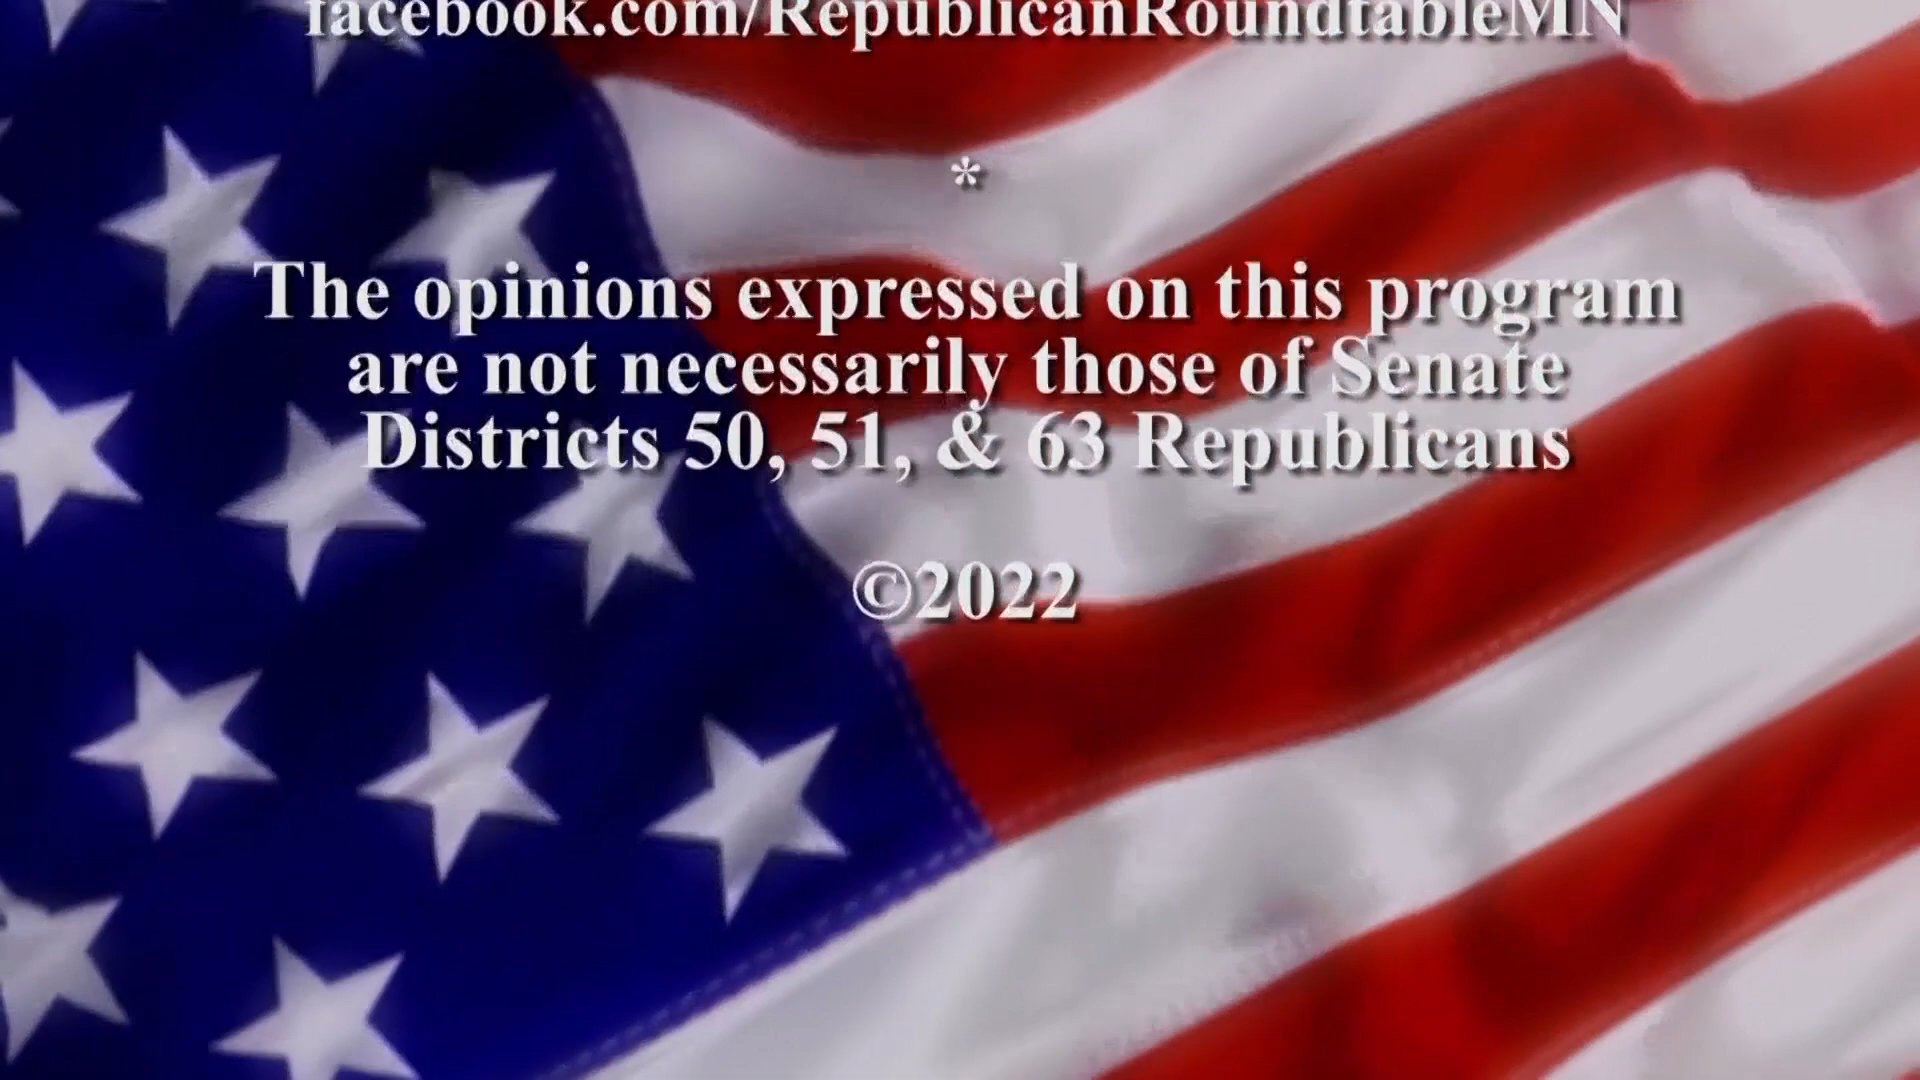 facebook.com/RepublicanRoundtableMN
*
The opinions expressed on this program
are not necessarily those of Senate
Districts 50, 51, & 63 Republicans
©2022